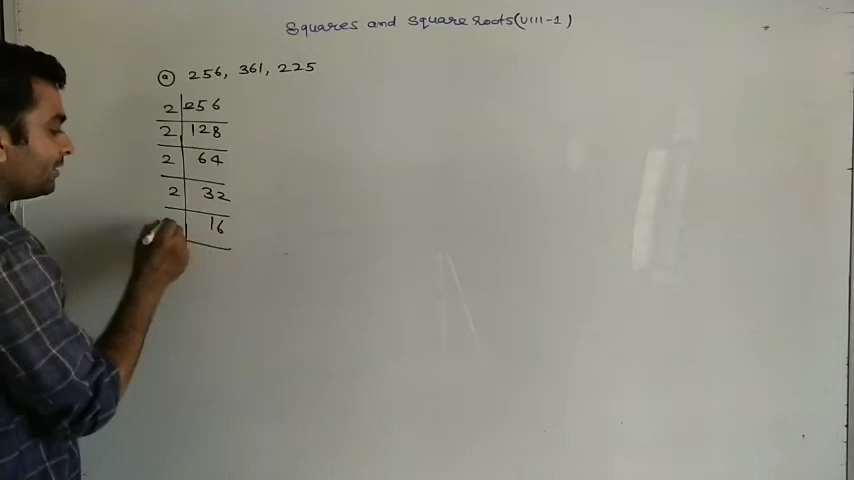 Squares and square roots (VIII-1)
ⓐ 256, 361, 225
2 | 256
2 | 128
2 | 64
2 | 32
| 16